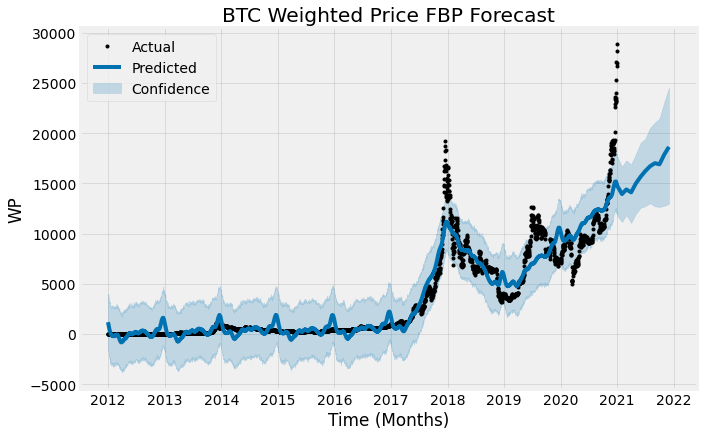 BTC Weighted Price FBP Forecast
Actual
Predicted
Confidence
30000
25000
20000
15000
10000
5000
0
−5000
WP
2012 2013 2014 2015 2016 2017 2018 2019 2020 2021 2022
Time (Months)